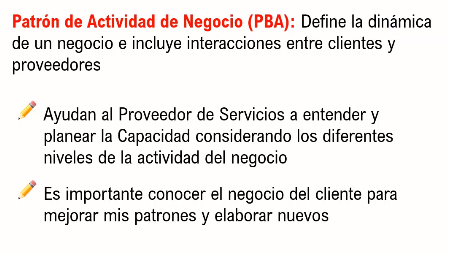 Patrón de Actividad de Negocio (PBA): Define la dinámica
de un negocio e incluye interacciones entre clientes y
proveedores
Ayudan al Proveedor de Servicios a entender y
planear la Capacidad considerando los diferentes
niveles de la actividad del negocio
Es importante conocer el negocio del cliente para
mejorar mis patrones y elaborar nuevos